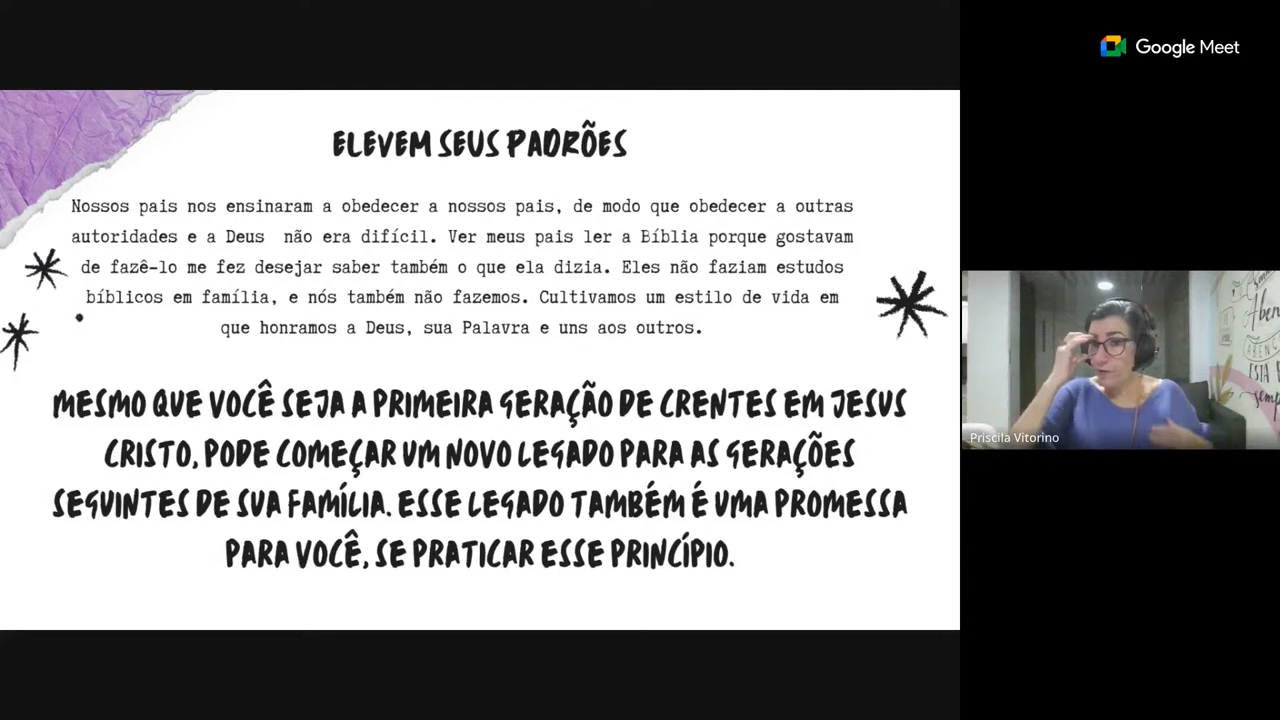 Google Meet
ELEVEM SEUS PADRÕES
Nossos pais nos ensinaram a obedecer a nossos pais, de modo que obedecer a outras
autoridades e a Deus não era difícil. Ver meus pais ler a Bíblia porque gostavam
de fazê-lo me fez desejar saber também o que ela dizia. Eles não faziam estudos
bíblicos em família, e nós também não fazemos. Cultivamos um estilo de vida em
que honramos a Deus, sua Palavra e uns aos outros.
MESMO QUE VOCÊ SEJA A PRIMEIRA GERAÇÃO DE CRENTES EM JESUS
CRISTO, PODE COMEÇAR UM NOVO LEGADO PARA AS GERAÇÕES
SEGUINTES DE SUA FAMÍLIA. ESSE LEGADO TAMBÉM É UMA PROMESSA
PARA VOCÊ, SE PRATICAR ESSE PRINCÍPIO.
ESTA
Priscila Vitorino